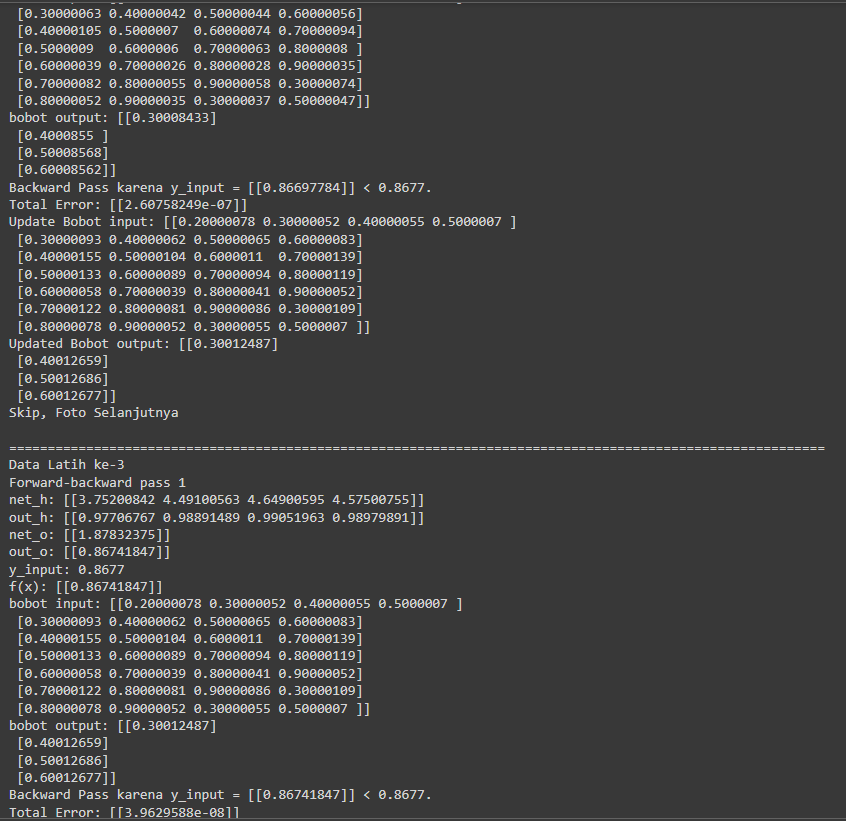 [0.30000063 0.40000042 0.50000044 0.60000056]
[0.40000105 0.5000007  0.60000074 0.70000094]
[0.5000009  0.6000006  0.70000063 0.8000008 ]
[0.60000039 0.70000026 0.80000028 0.90000035]
[0.70000082 0.80000055 0.90000058 0.30000074]
[0.80000052 0.90000035 0.30000037 0.50000047]]
bobot output: [[0.30008433]
[0.4000855 ]
[0.50008568]
[0.60008562]]
Backward Pass karena y_input = [[0.86697784]] < 0.8677.
Total Error: [[2.60758249e-07]]
Update Bobot input: [[0.20000078 0.30000052 0.40000055 0.5000007 ]
[0.30000093 0.40000062 0.50000065 0.60000083]
[0.40000155 0.50000104 0.6000011  0.70000139]
[0.50000133 0.60000089 0.70000094 0.80000119]
[0.60000058 0.70000039 0.80000041 0.90000052]
[0.70000122 0.80000081 0.90000086 0.30000109]
[0.80000078 0.90000052 0.30000055 0.5000007 ]]
Updated Bobot output: [[0.30012487]
[0.40012659]
[0.50012686]
[0.60012677]]
Skip, Foto Selanjutnya
==========================================================================================================
Data Latih ke-3
Forward-backward pass 1
net_h: [[3.75200842 4.49100563 4.64900595 4.57500755]]
out_h: [[0.97706767 0.98891489 0.99051963 0.98979891]]
net_o: [[1.87832375]]
out_o: [[0.86741847]]
y_input: 0.8677
f(x): [[0.86741847]]
bobot input: [[0.20000078 0.30000052 0.40000055 0.5000007 ]
[0.30000093 0.40000062 0.50000065 0.60000083]
[0.40000155 0.50000104 0.6000011  0.70000139]
[0.50000133 0.60000089 0.70000094 0.80000119]
[0.60000058 0.70000039 0.80000041 0.90000052]
[0.70000122 0.80000081 0.90000086 0.30000109]
[0.80000078 0.90000052 0.30000055 0.5000007 ]]
bobot output: [[0.30012487]
[0.40012659]
[0.50012686]
[0.60012677]]
Backward Pass karena y_input = [[0.86741847]] < 0.8677.
Total Error: [[3.9629588e-08]]